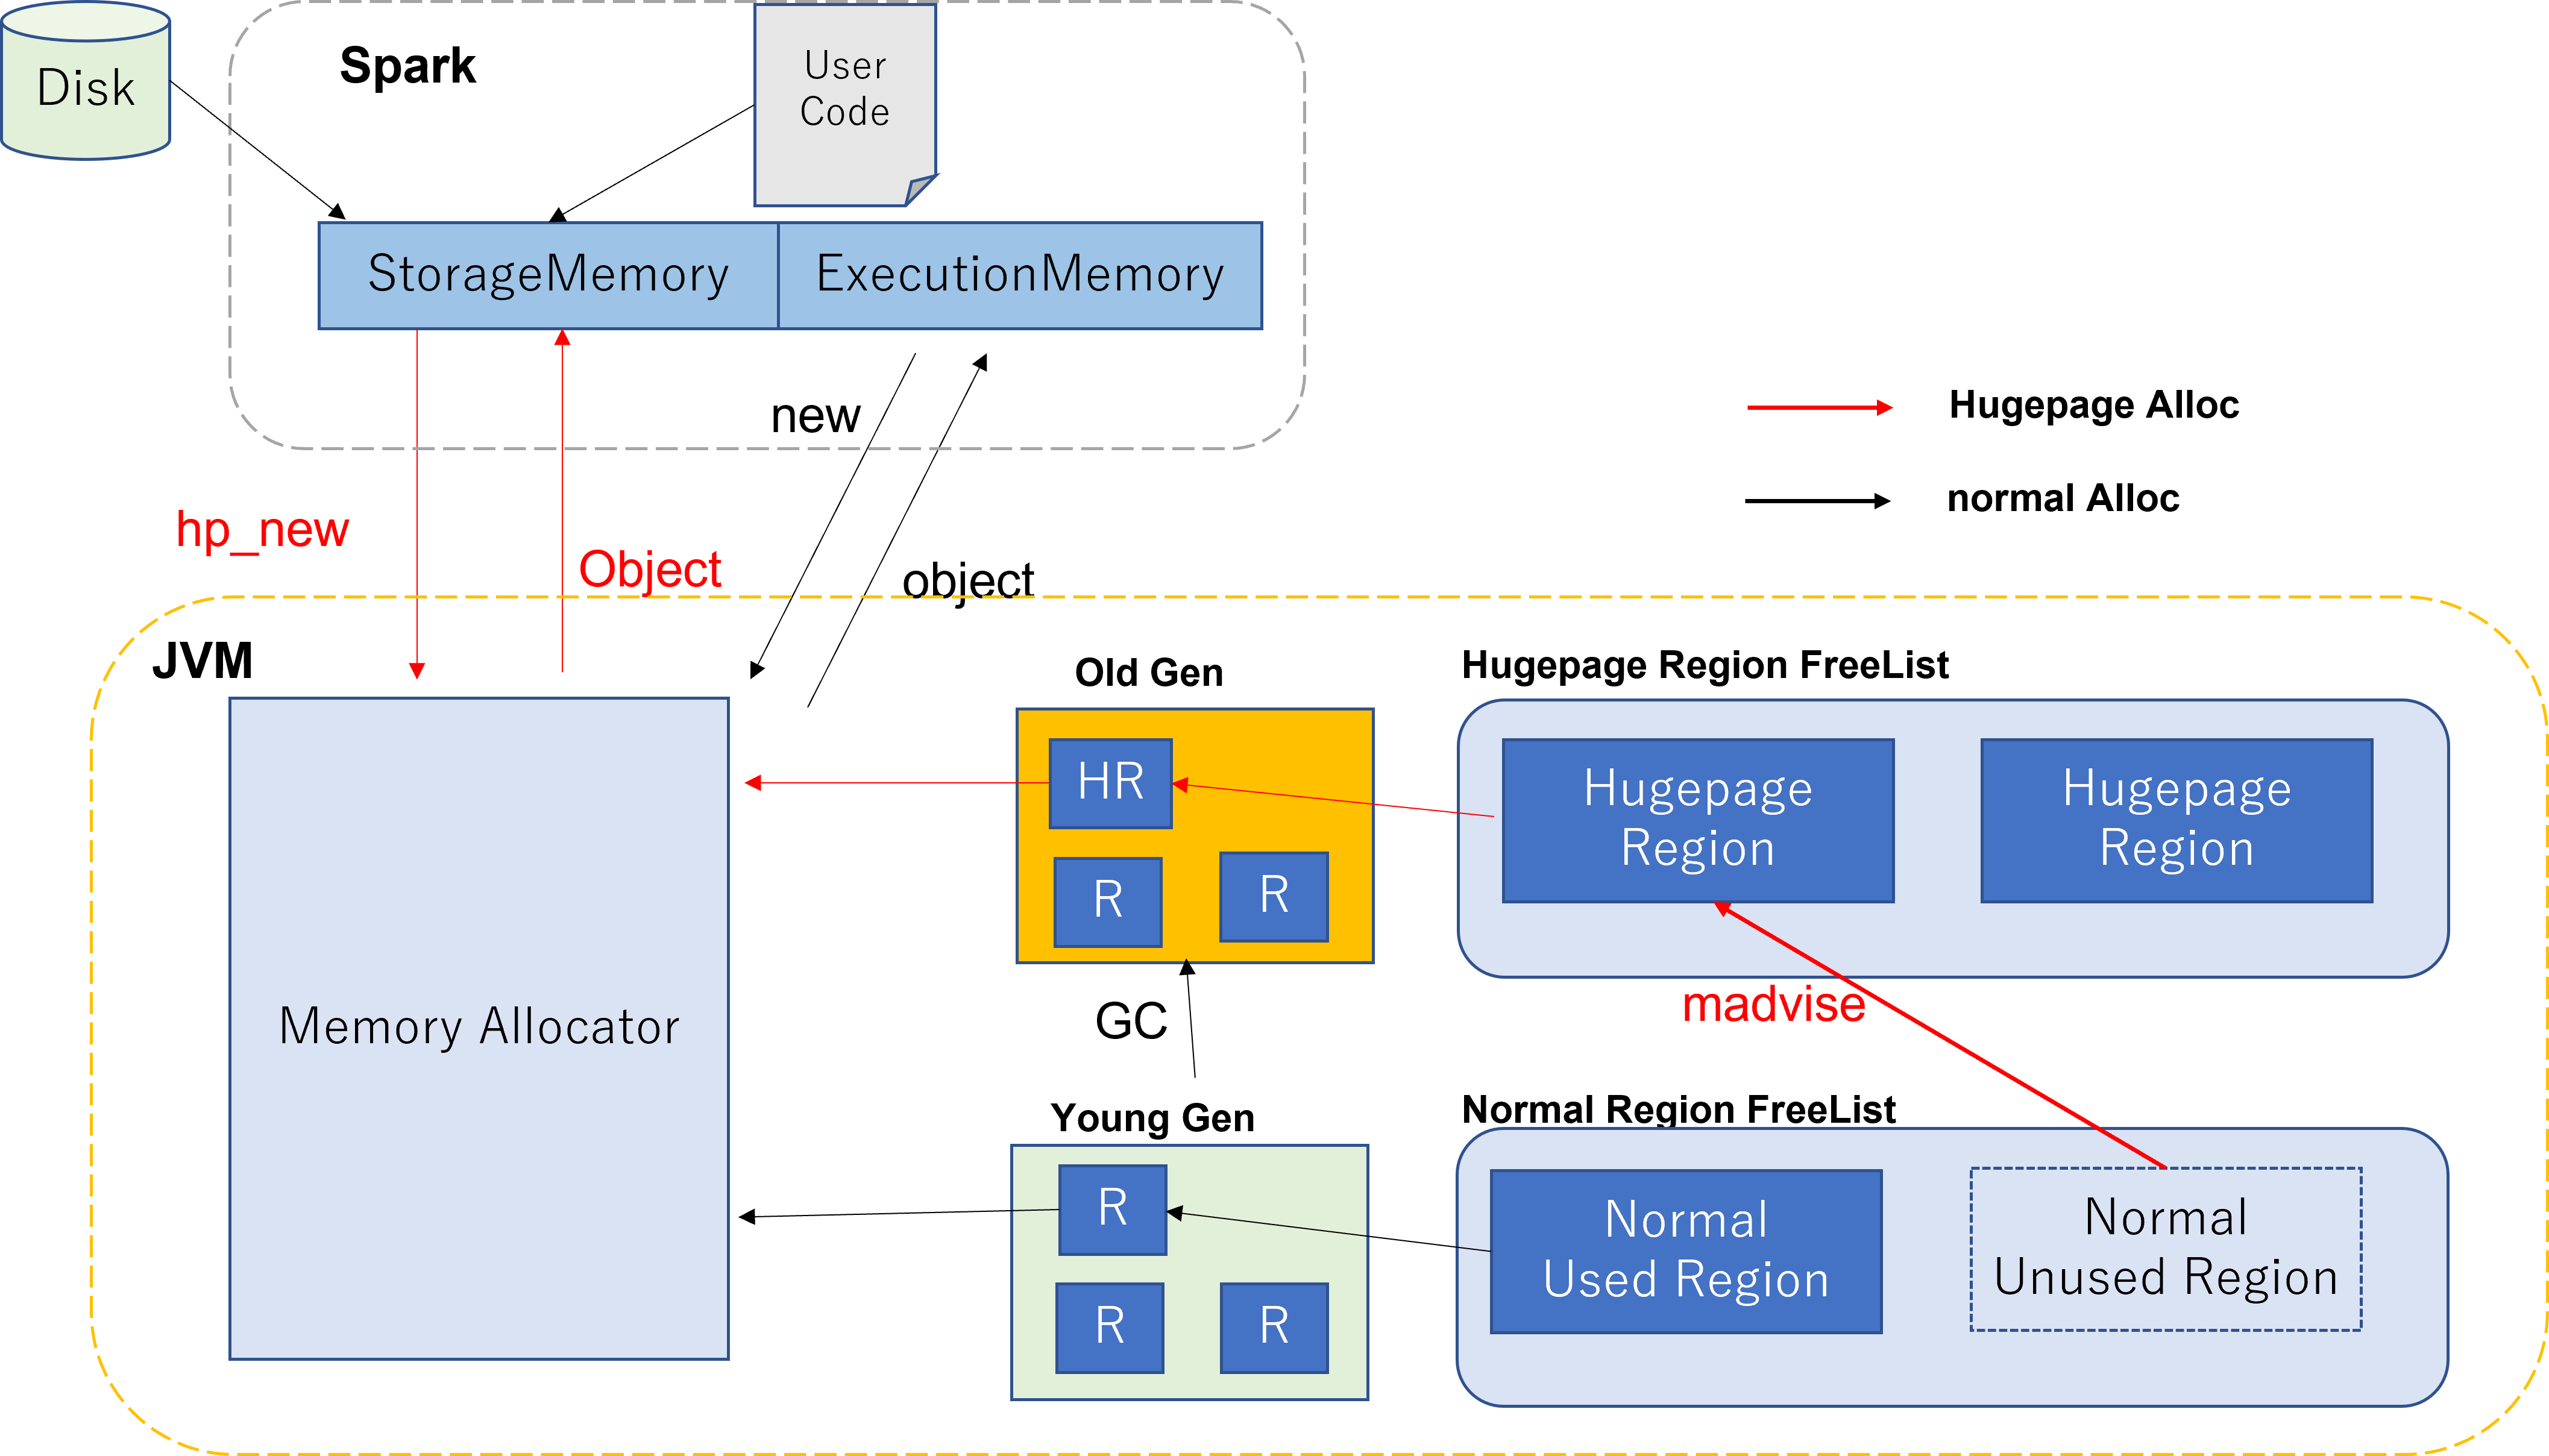 Disk
Spark
User
Code
StorageMemory
ExecutionMemory
new
hp_new
Object
object
Hugepage Alloc
normal Alloc
JVM
Memory Allocator
Old Gen
HR
R
R
GC
Young Gen
R
R
R
Hugepage Region FreeList
Hugepage
Region
Hugepage
Region
madvise
Normal Region FreeList
Normal
Used Region
Normal
Unused Region